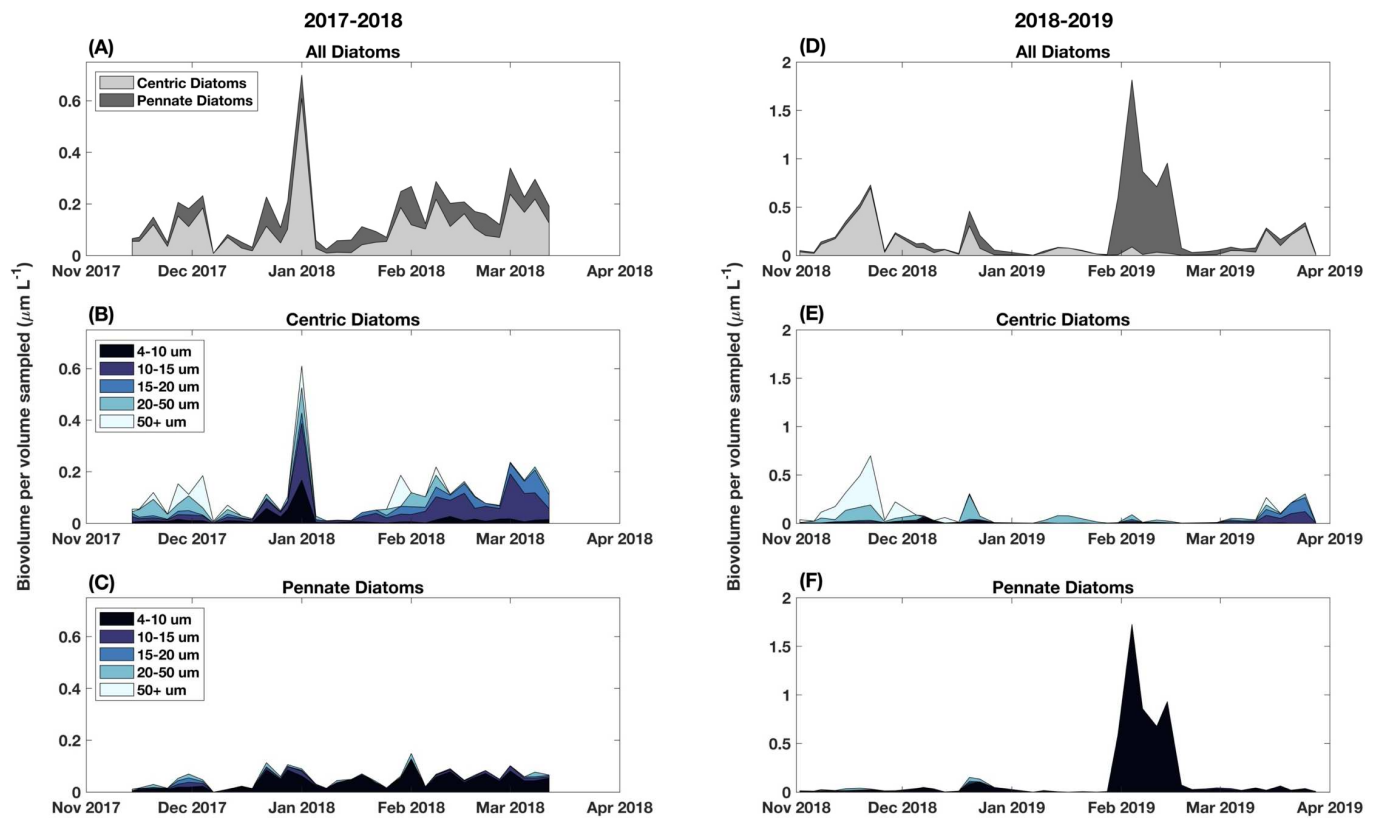 2017-2018
(A)
All Diatoms
Centric Diatoms
Pennate Diatoms
0.6
0.4
0.2
0
Nov 2017 Dec 2017 Jan 2018 Feb 2018 Mar 2018 Apr 2018
Biovolume per volume sampled (μm L⁻¹)
(B)
Centric Diatoms
4-10 um
10-15 um
15-20 um
20-50 um
50+ um
0.6
0.4
0.2
0
Nov 2017 Dec 2017 Jan 2018 Feb 2018 Mar 2018 Apr 2018
(C)
Pennate Diatoms
4-10 um
10-15 um
15-20 um
20-50 um
50+ um
0.6
0.4
0.2
0
Nov 2017 Dec 2017 Jan 2018 Feb 2018 Mar 2018 Apr 2018
2018-2019
(D)
All Diatoms
2
1.5
1
0.5
0
Nov 2018 Dec 2018 Jan 2019 Feb 2019 Mar 2019 Apr 2019
Biovolume per volume sampled (μm L⁻¹)
(E)
Centric Diatoms
2
1.5
1
0.5
0
Nov 2018 Dec 2018 Jan 2019 Feb 2019 Mar 2019 Apr 2019
(F)
Pennate Diatoms
2
1.5
1
0.5
0
Nov 2018 Dec 2018 Jan 2019 Feb 2019 Mar 2019 Apr 2019